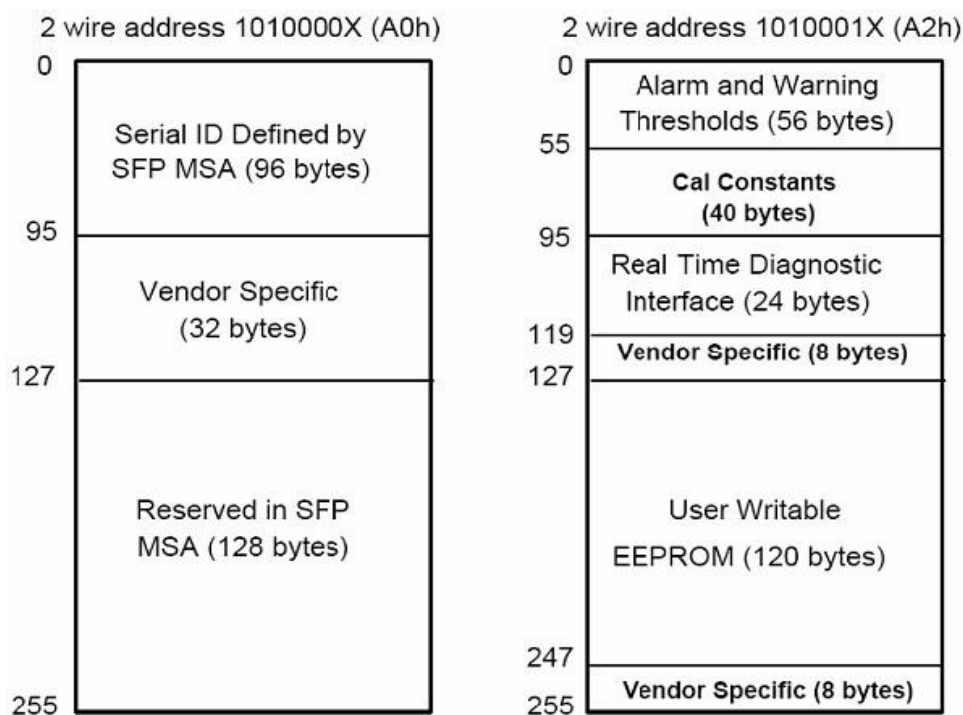 2 wire address 1010000X (A0h)
0
Serial ID Defined by
SFP MSA (96 bytes)
95
Vendor Specific
(32 bytes)
127
Reserved in SFP
MSA (128 bytes)
255
2 wire address 1010001X (A2h)
0
Alarm and Warning
Thresholds (56 bytes)
55
Cal Constants
(40 bytes)
95
Real Time Diagnostic
Interface (24 bytes)
119
Vendor Specific (8 bytes)
127
User Writable
EEPROM (120 bytes)
247
Vendor Specific (8 bytes)
255